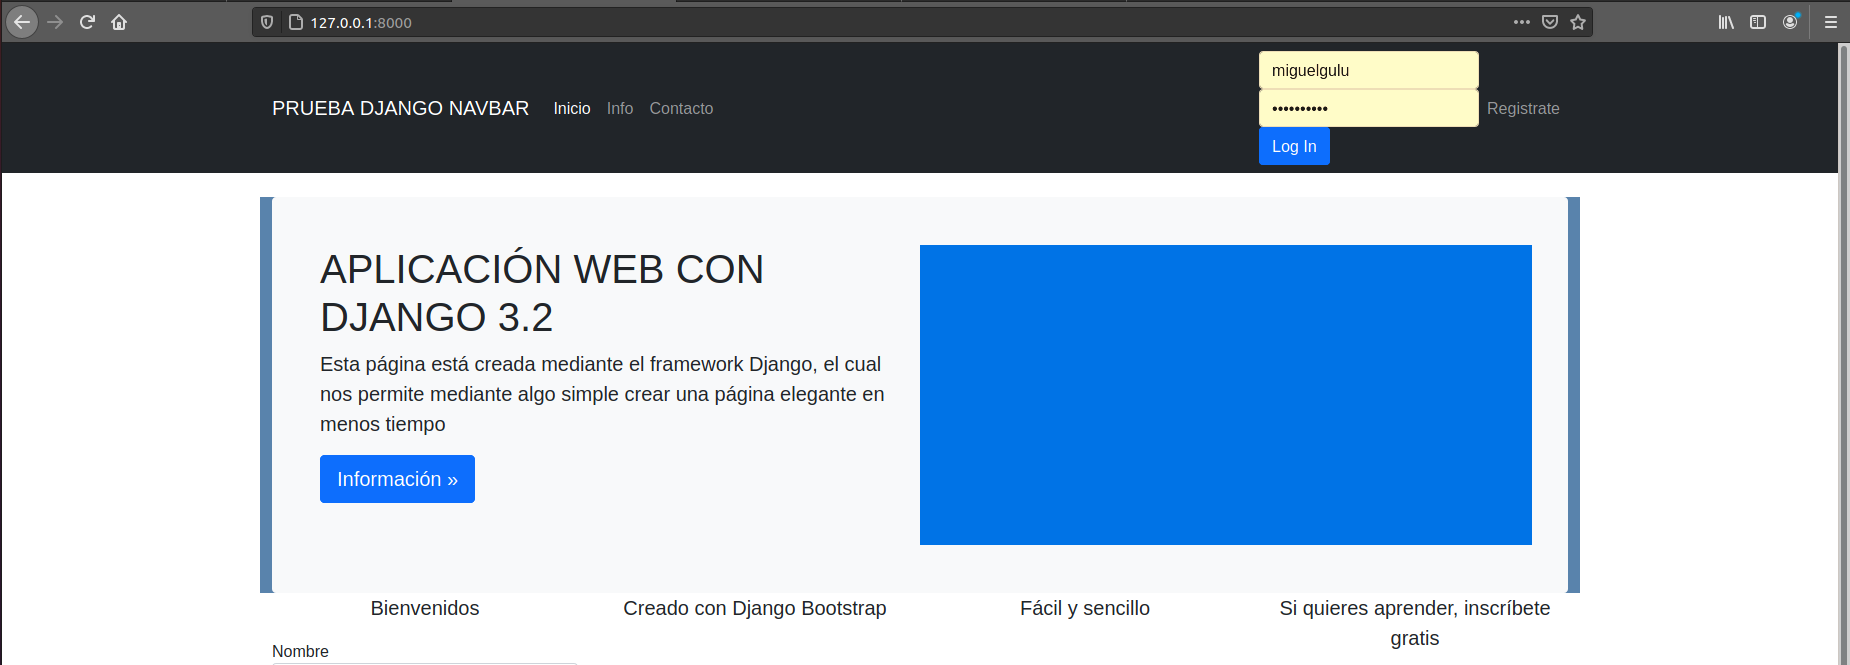 127.0.0.1:8000
PRUEBA DJANGO NAVBAR Inicio Info Contacto
miguelgulu
••••••••••
Registrate
Log In
APLICACIÓN WEB CON
DJANGO 3.2
Esta página está creada mediante el framework Django, el cual
nos permite mediante algo simple crear una página elegante en
menos tiempo
Información »
Bienvenidos
Creado con Django Bootstrap
Fácil y sencillo
Si quieres aprender, inscríbete
gratis
Nombre